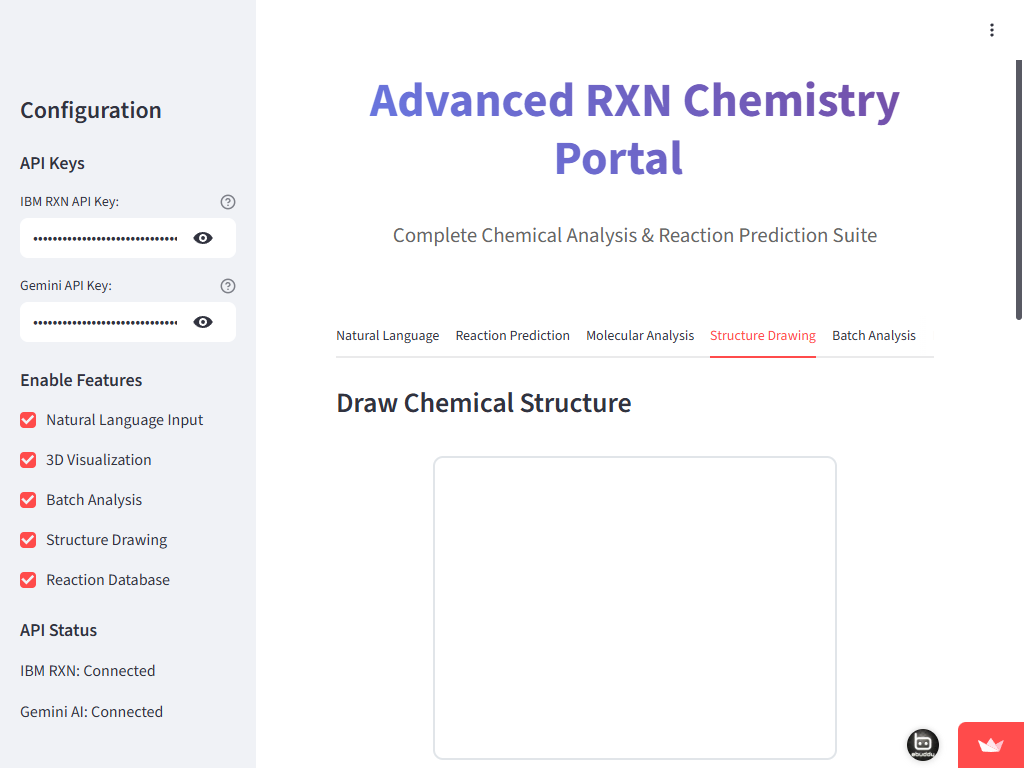 Configuration
API Keys
IBM RXN API Key:
••••••••••••••••••••••••••••••
Gemini API Key:
••••••••••••••••••••••••••••••
Enable Features
Natural Language Input
3D Visualization
Batch Analysis
Structure Drawing
Reaction Database
API Status
IBM RXN: Connected
Gemini AI: Connected
Advanced RXN Chemistry
Portal
Complete Chemical Analysis & Reaction Prediction Suite
Natural Language Reaction Prediction Molecular Analysis Structure Drawing Batch Analysis
Draw Chemical Structure